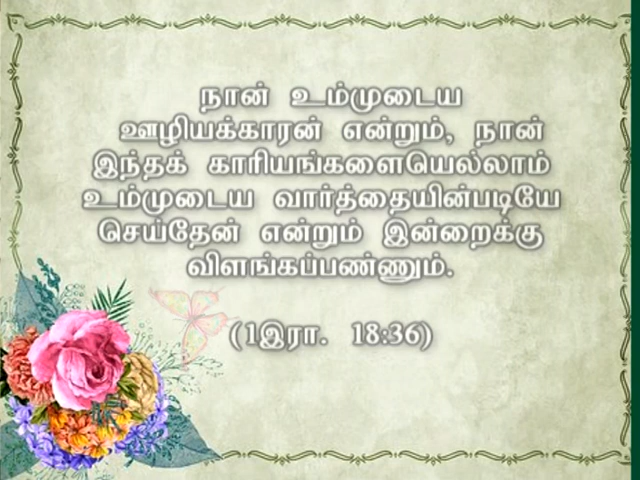 நான் உம்முடைய
ஊழியக்காரன் என்றும், நான்
இந்தக் காரியங்களையெல்லாம்
உம்முடைய வார்த்தையின்படியே
செய்தேன் என்றும் இன்றைக்கு
விளங்கப்பண்ணும்.
(1இரா. 18:36)